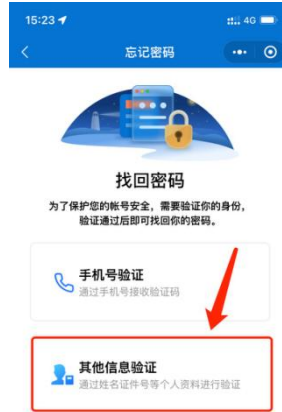 15:23 4G
忘记密码
找回密码
为了保护您的帐号安全，需要验证你的身份，
验证通过后即可找回你的密码。
手机号验证
通过手机号接收验证码
其他信息验证
通过姓名证件号等个人资料进行验证